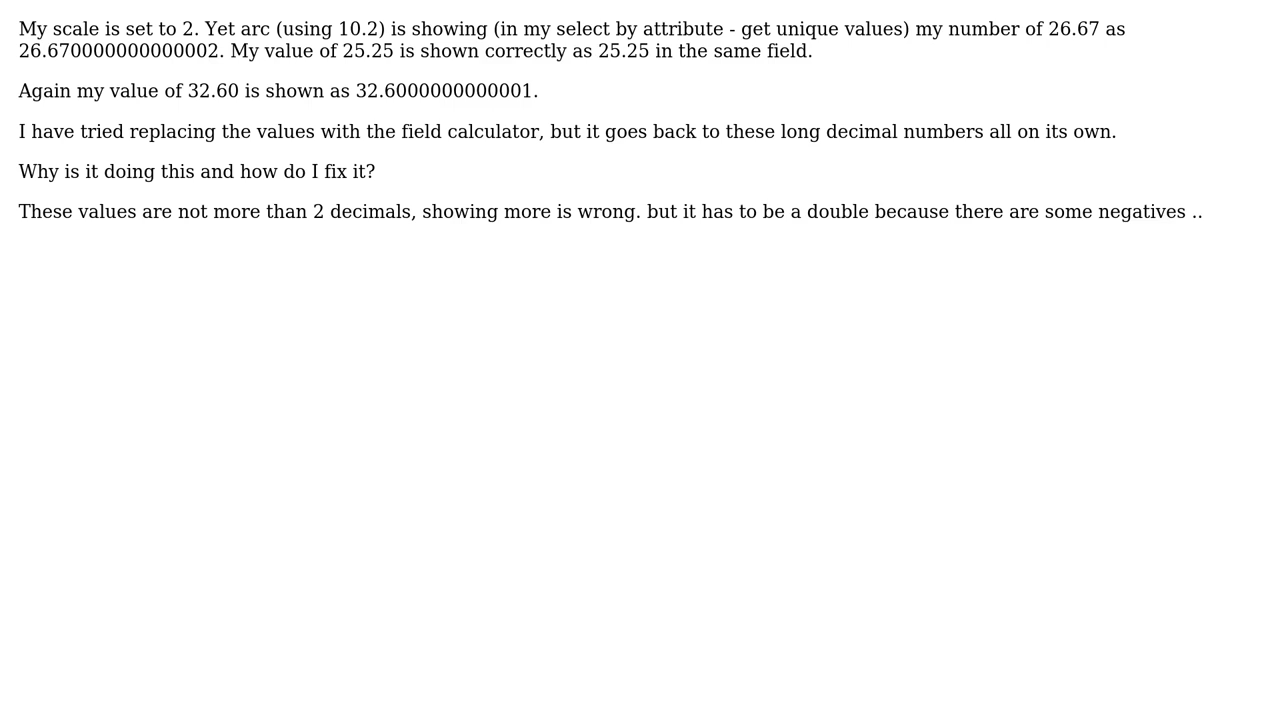 My scale is set to 2. Yet arc (using 10.2) is showing (in my select by attribute - get unique values) my number of 26.67 as
26.670000000000002. My value of 25.25 is shown correctly as 25.25 in the same field.
Again my value of 32.60 is shown as 32.6000000000001.
I have tried replacing the values with the field calculator, but it goes back to these long decimal numbers all on its own.
Why is it doing this and how do I fix it?
These values are not more than 2 decimals, showing more is wrong. but it has to be a double because there are some negatives ..